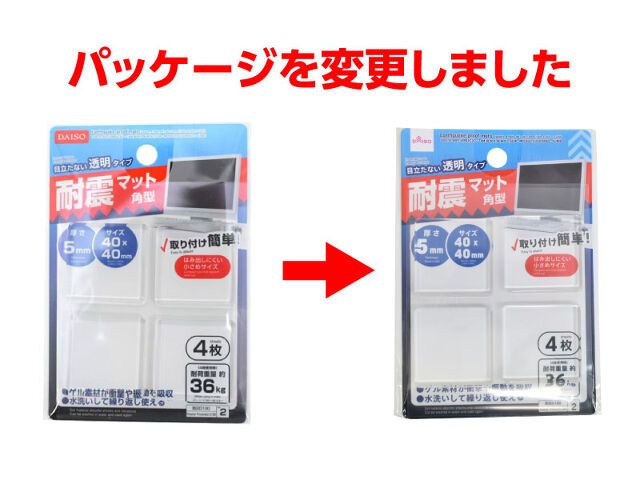 パッケージを変更しました
DAISO
目立たない透明タイプ
耐震マット
角型
厚さ
5mm
サイズ
40×
40mm
取り付け簡単!
はみ出しにくい
小さめサイズ
4枚
耐荷重量 約
36kg
●ゲル素材が衝撃や振動を吸収
●水洗いして繰り返し使える
2
DAISO
目立たない透明タイプ
耐震マット
角型
厚さ
5mm
サイズ
40×
40mm
取り付け簡単!
はみ出しにくい
小さめサイズ
4枚
耐荷重量 約
36kg
●ゲル素材が衝撃や振動を吸収
●水洗いして繰り返し使える
2